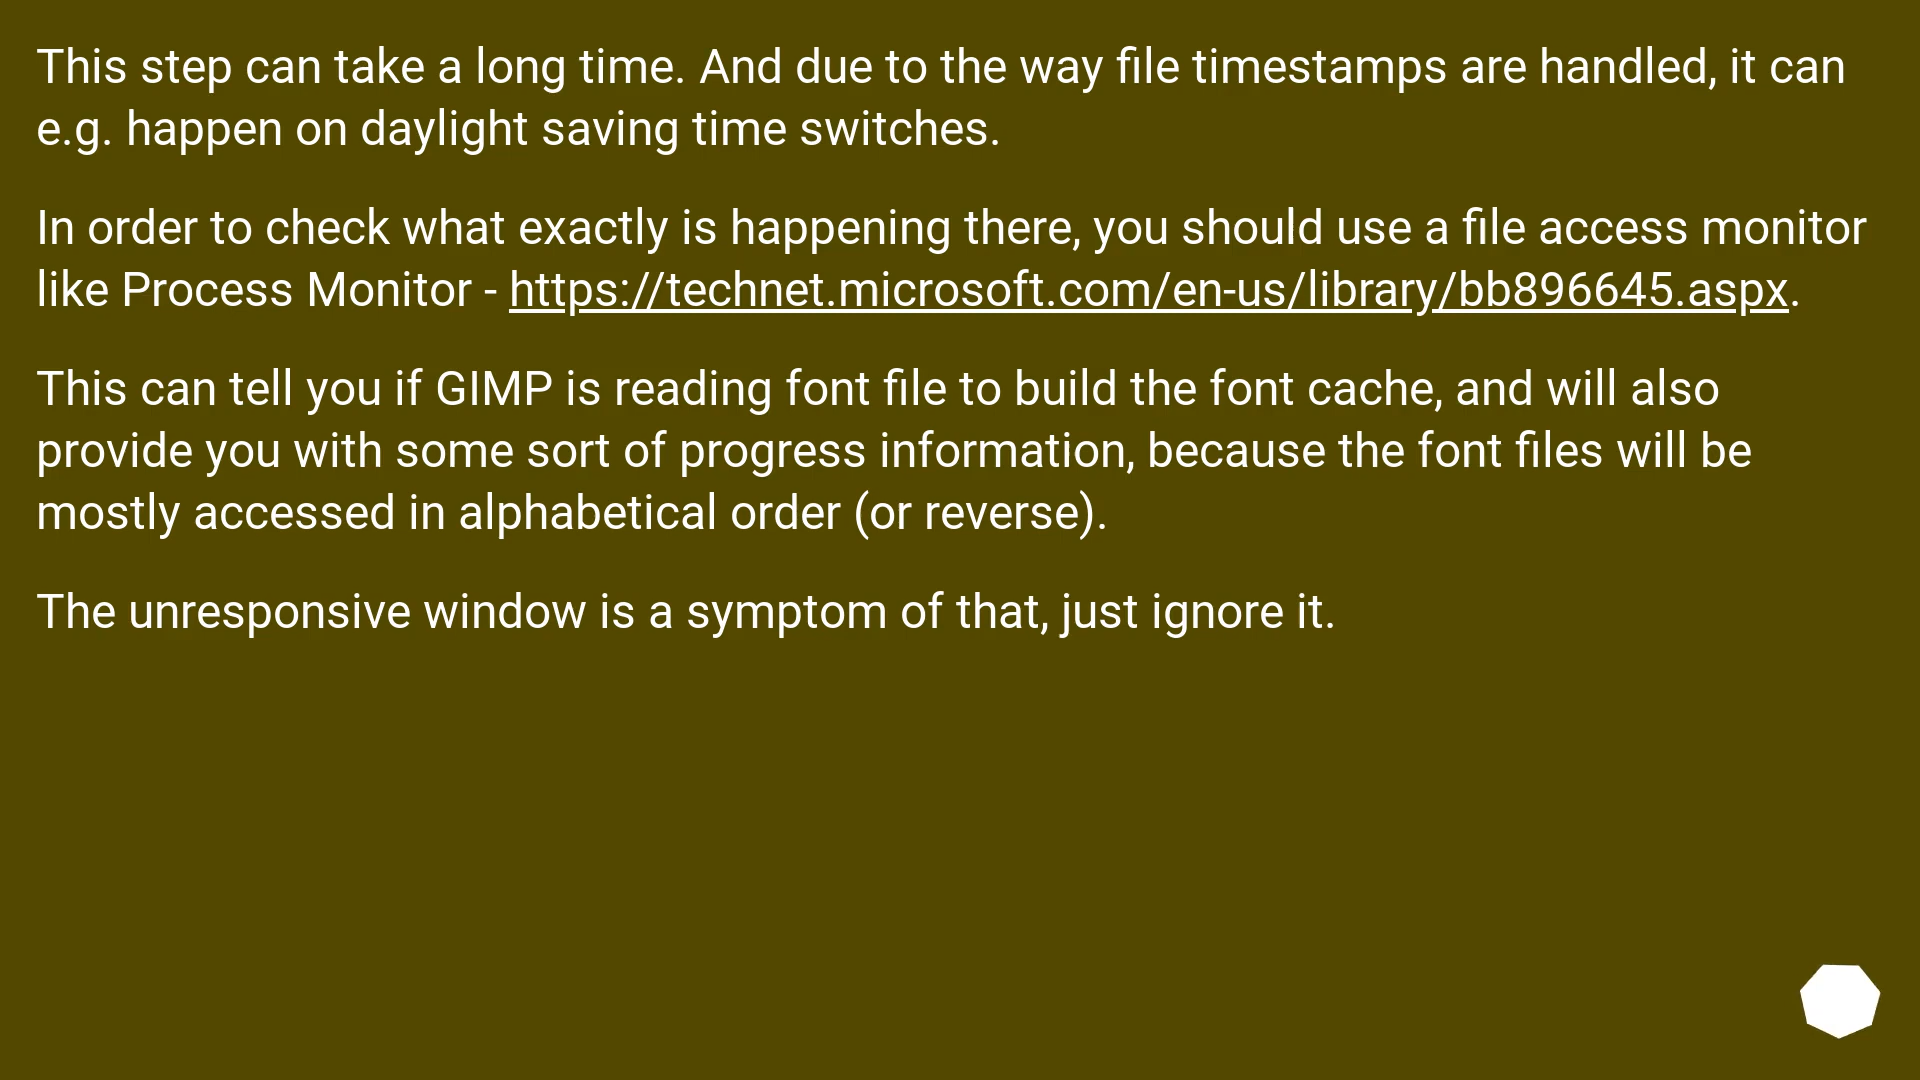 This step can take a long time. And due to the way file timestamps are handled, it can
e.g. happen on daylight saving time switches.
In order to check what exactly is happening there, you should use a file access monitor
like Process Monitor - https://technet.microsoft.com/en-us/library/bb896645.aspx.
This can tell you if GIMP is reading font file to build the font cache, and will also
provide you with some sort of progress information, because the font files will be
mostly accessed in alphabetical order (or reverse).
The unresponsive window is a symptom of that, just ignore it.